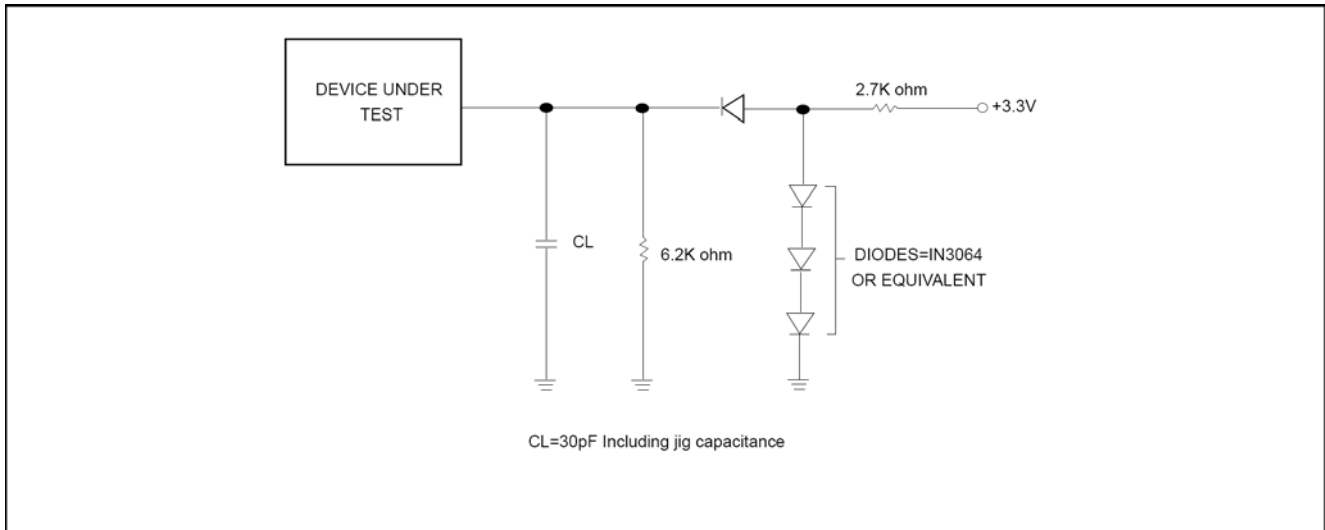 DEVICE UNDER
TEST
2.7K ohm
+3.3V
CL
6.2K ohm
DIODES=IN3064
OR EQUIVALENT
CL=30pF Including jig capacitance